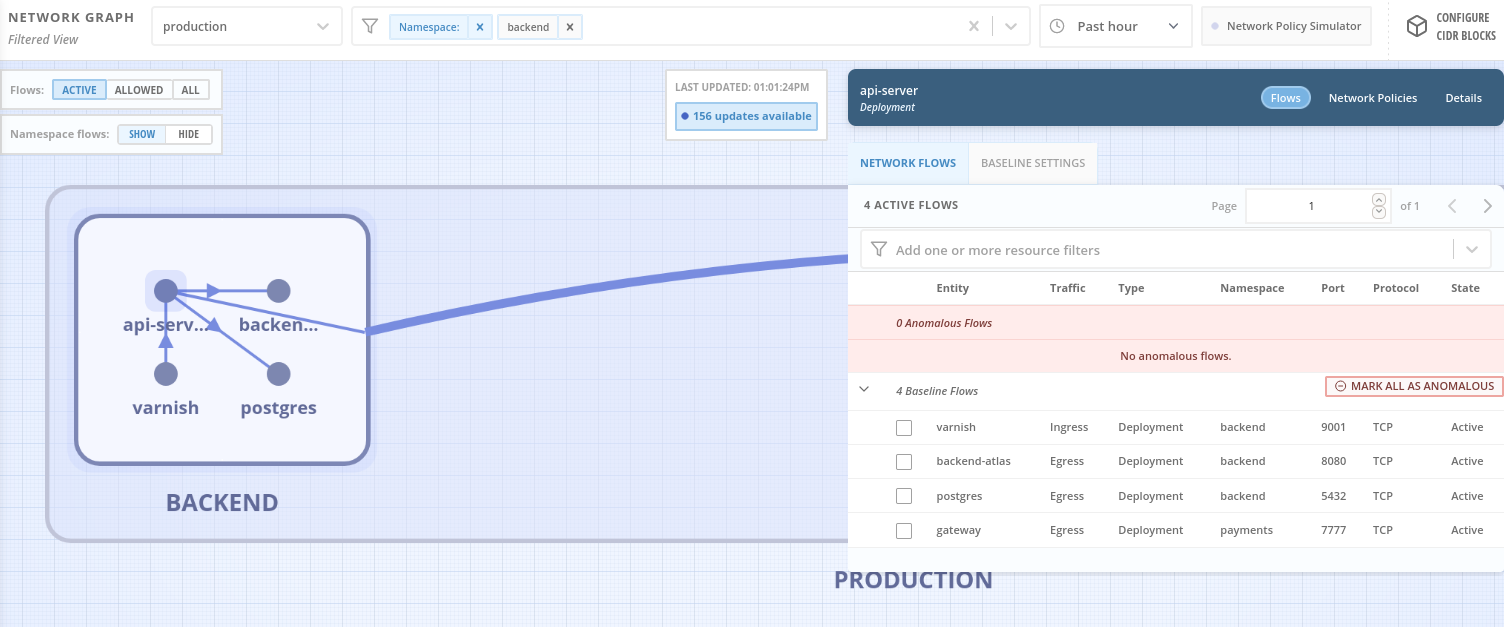 NETWORK GRAPH
Filtered View
production
Namespace:
backend
Past hour
Network Policy Simulator
CONFIGURE
CIDR BLOCKS
Flows: ACTIVE ALLOWED ALL
Namespace flows: SHOW HIDE
LAST UPDATED: 01:01:24PM
156 updates available
api-serv...
backen...
varnish
postgres
BACKEND
PRODUCTION
api-server
Deployment
Flows Network Policies Details
NETWORK FLOWS BASELINE SETTINGS
4 ACTIVE FLOWS Page 1 of 1
Add one or more resource filters
Entity Traffic Type Namespace Port Protocol State
0 Anomalous Flows
No anomalous flows.
4 Baseline Flows MARK ALL AS ANOMALOUS
varnish Ingress Deployment backend 9001 TCP Active
backend-atlas Egress Deployment backend 8080 TCP Active
postgres Egress Deployment backend 5432 TCP Active
gateway Egress Deployment payments 7777 TCP Active